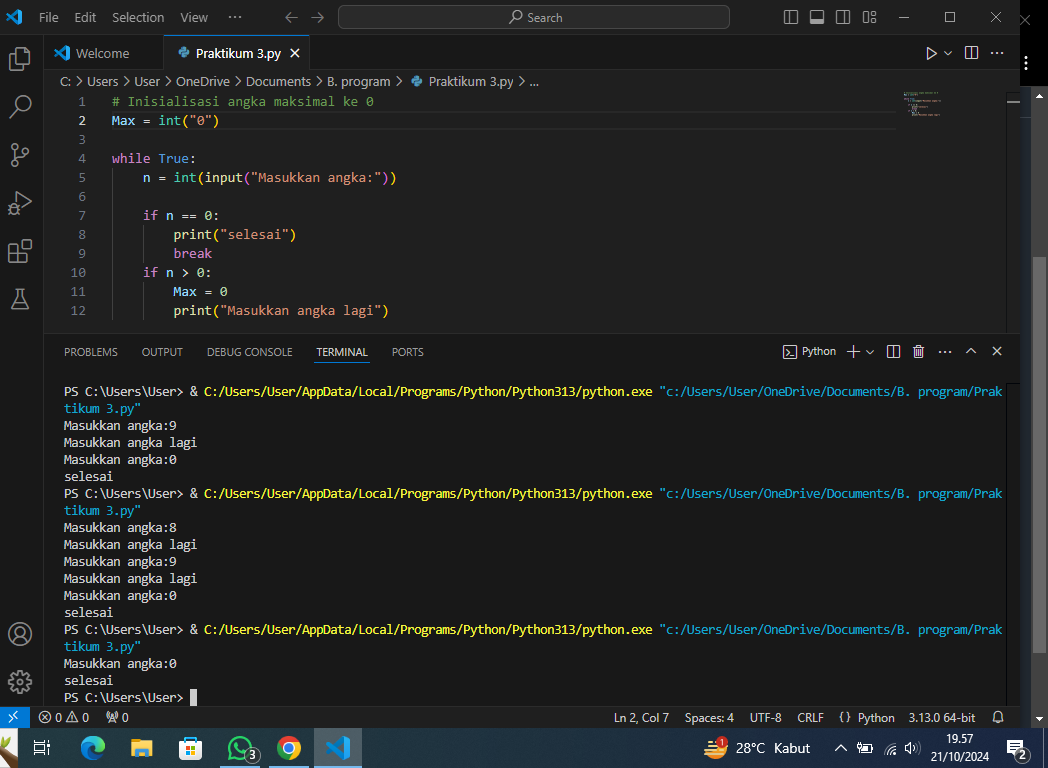 File Edit Selection View ··· Search
Welcome Praktikum 3.py
C: > Users > User > OneDrive > Documents > B. program > Praktikum 3.py > ...
1 # Inisialisasi angka maksimal ke 0
2 Max = int("0")
3
4 while True:
5 n = int(input("Masukkan angka:"))
6
7 if n == 0:
8 print("selesai")
9 break
10 if n > 0:
11 Max = 0
12 print("Masukkan angka lagi")
PROBLEMS OUTPUT DEBUG CONSOLE TERMINAL PORTS Python
PS C:\Users\User> & C:/Users/User/AppData/Local/Programs/Python/Python313/python.exe "c:/Users/User/OneDrive/Documents/B. program/Prak
tikum 3.py"
Masukkan angka:9
Masukkan angka lagi
Masukkan angka:0
selesai
PS C:\Users\User> & C:/Users/User/AppData/Local/Programs/Python/Python313/python.exe "c:/Users/User/OneDrive/Documents/B. program/Prak
tikum 3.py"
Masukkan angka:8
Masukkan angka lagi
Masukkan angka:9
Masukkan angka lagi
Masukkan angka:0
selesai
PS C:\Users\User> & C:/Users/User/AppData/Local/Programs/Python/Python313/python.exe "c:/Users/User/OneDrive/Documents/B. program/Prak
tikum 3.py"
Masukkan angka:0
selesai
PS C:\Users\User>
0 0 0 Ln 2, Col 7 Spaces: 4 UTF-8 CRLF {} Python 3.13.0 64-bit
3 1 28°C Kabut 19.57
21/10/2024 2